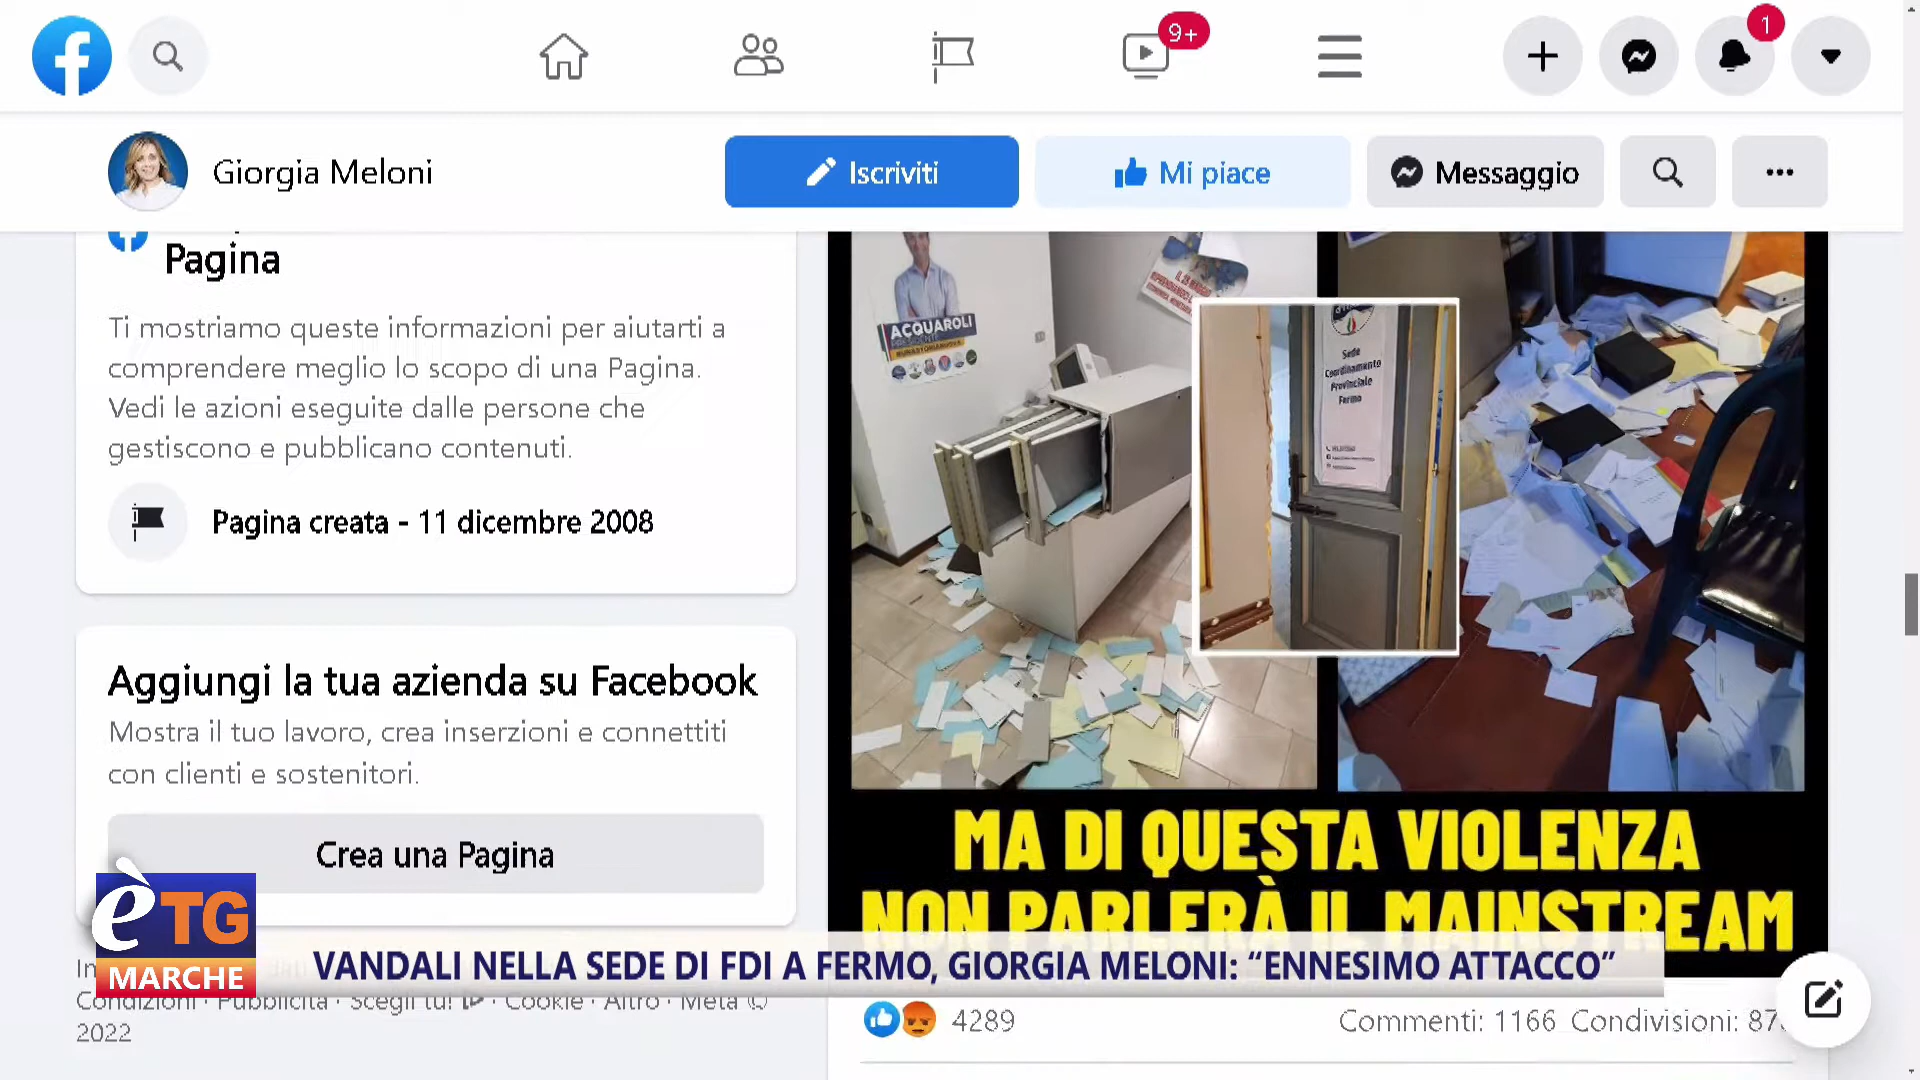 9+
1
Giorgia Meloni
Iscriviti
Mi piace
Messaggio
Pagina
Ti mostriamo queste informazioni per aiutarti a
comprendere meglio lo scopo di una Pagina.
Vedi le azioni eseguite dalle persone che
gestiscono e pubblicano contenuti.
Pagina creata - 11 dicembre 2008
Aggiungi la tua azienda su Facebook
Mostra il tuo lavoro, crea inserzioni e connettiti
con clienti e sostenitori.
Crea una Pagina
ACQUAROLI
IL 26 MAGGIO
Sede
Coordinamento
Provinciale
Fermo
MA DI QUESTA VIOLENZA
NON PARLERÀ IL MAINSTREAM
è TG
MARCHE
VANDALI NELLA SEDE DI FDI A FERMO, GIORGIA MELONI: “ENNESIMO ATTACCO”
Condizioni · Pubblicità · Scegli tu! · Cookie · Altro · Meta ©
2022
4289
Commenti: 1166 Condivisioni: 87